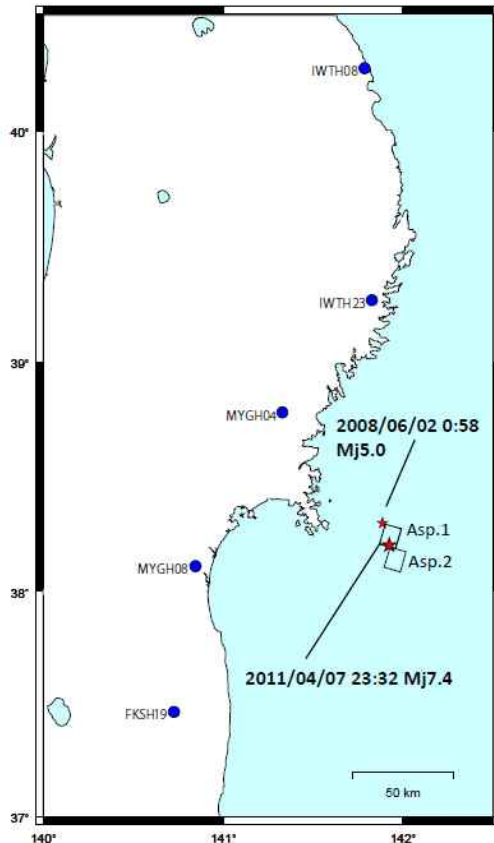 IWTH08
40°
IWTH23
39°
MYGH04
2008/06/02 0:58
Mj5.0
Asp.1
Asp.2
MYGH08
38°
2011/04/07 23:32 Mj7.4
FKSH19
50 km
37°
140°
141°
142°